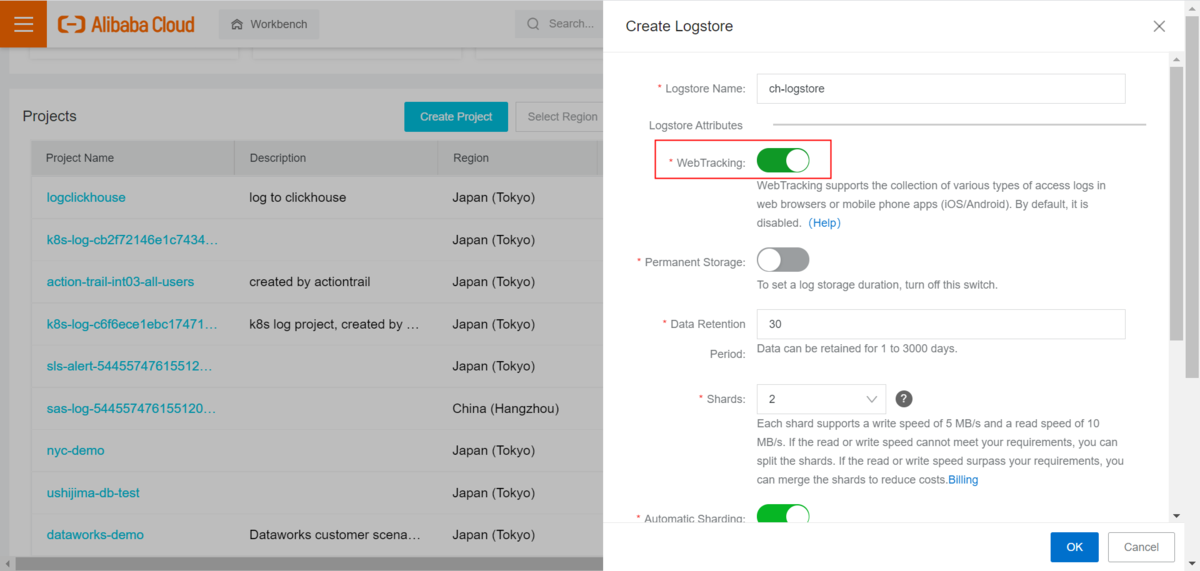 Alibaba Cloud
Workbench
Search...
Projects
Create Project
Select Region
Project Name Description Region
logclickhouse log to clickhouse Japan (Tokyo)
k8s-log-cb2f72146e1c7434... Japan (Tokyo)
action-trail-int03-all-users created by actiontrail Japan (Tokyo)
k8s-log-c6f6ece1ebc17471... k8s log project, created by ... Japan (Tokyo)
sls-alert-54455747615512... Japan (Tokyo)
sas-log-544557476155120... China (Hangzhou)
nyc-demo Japan (Tokyo)
ushijima-db-test Japan (Tokyo)
dataworks-demo Dataworks customer scena... Japan (Tokyo)
Create Logstore
* Logstore Name: ch-logstore
Logstore Attributes
* WebTracking:
WebTracking supports the collection of various types of access logs in
web browsers or mobile phone apps (iOS/Android). By default, it is
disabled. (Help)
* Permanent Storage:
To set a log storage duration, turn off this switch.
* Data Retention 30
Period: Data can be retained for 1 to 3000 days.
* Shards: 2 ?
Each shard supports a write speed of 5 MB/s and a read speed of 10
MB/s. If the read or write speed cannot meet your requirements, you can
split the shards. If the read or write speed surpass your requirements, you
can merge the shards to reduce costs.Billing
* Automatic Sharding:
OK Cancel